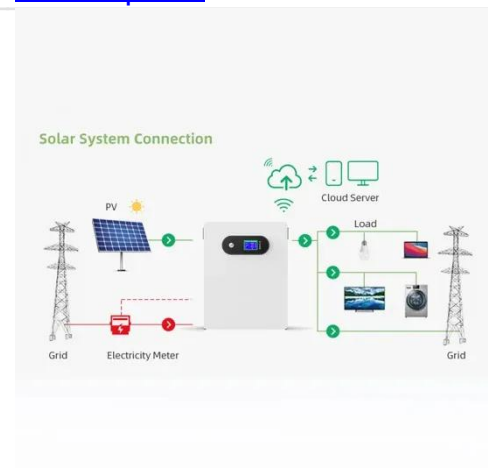 Solar System Connection
Cloud Server
PV
Load
Grid
Electricity Meter
Grid